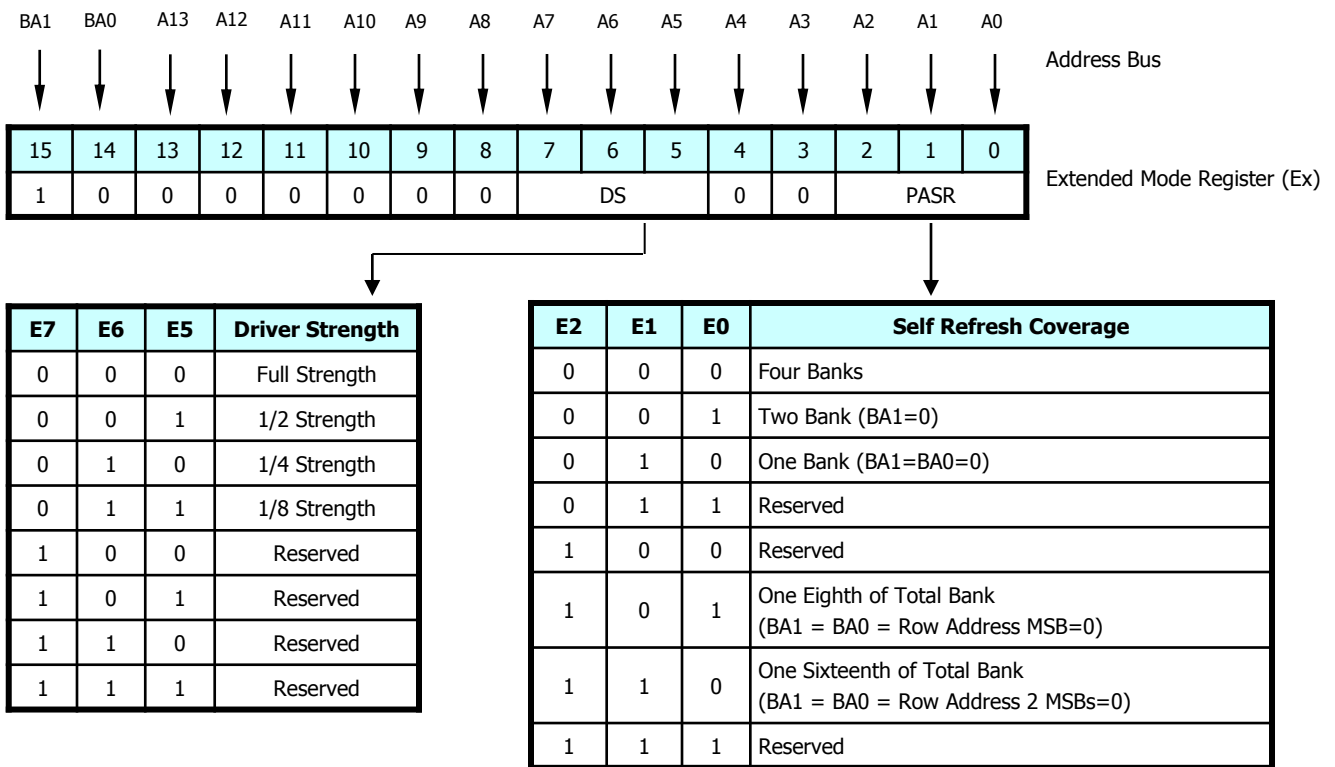 BA1 BA0 A13 A12 A11 A10 A9 A8 A7 A6 A5 A4 A3 A2 A1 A0
Address Bus
15 14 13 12 11 10 9 8 7 6 5 4 3 2 1 0
1 0 0 0 0 0 0 0 DS 0 0 PASR
Extended Mode Register (Ex)
E7 E6 E5 Driver Strength
0 0 0 Full Strength
0 0 1 1/2 Strength
0 1 0 1/4 Strength
0 1 1 1/8 Strength
1 0 0 Reserved
1 0 1 Reserved
1 1 0 Reserved
1 1 1 Reserved
E2 E1 E0 Self Refresh Coverage
0 0 0 Four Banks
0 0 1 Two Bank (BA1=0)
0 1 0 One Bank (BA1=BA0=0)
0 1 1 Reserved
1 0 0 Reserved
1 0 1 One Eighth of Total Bank
(BA1 = BA0 = Row Address MSB=0)
1 1 0 One Sixteenth of Total Bank
(BA1 = BA0 = Row Address 2 MSBs=0)
1 1 1 Reserved